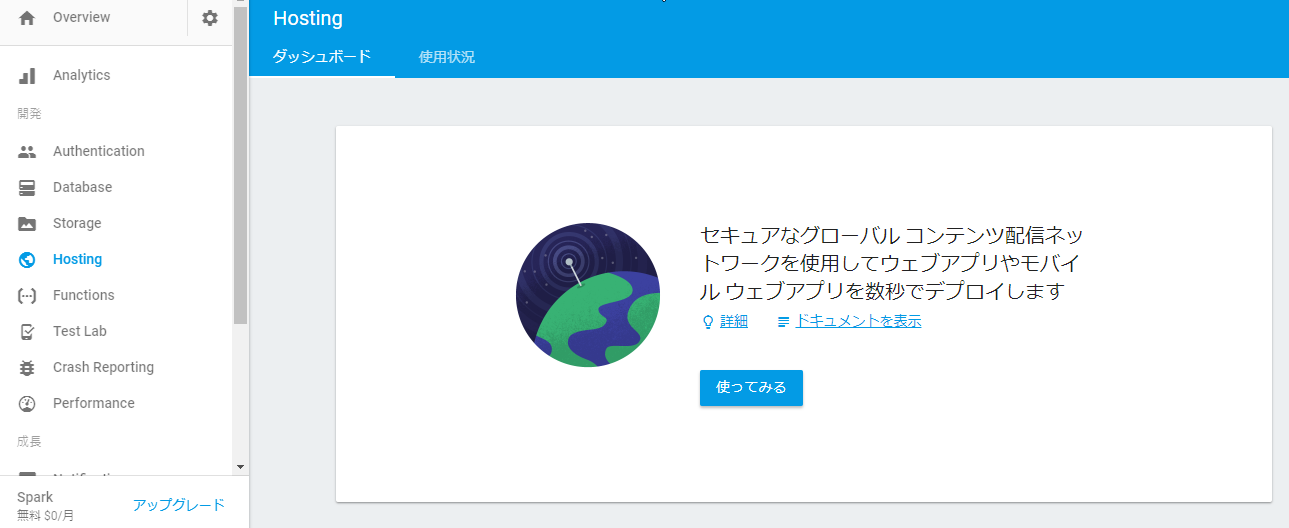 Overview
Analytics
開発
Authentication
Database
Storage
Hosting
Functions
Test Lab
Crash Reporting
Performance
成長
Spark
無料 $0/月
アップグレード
Hosting
ダッシュボード
使用状況
セキュアなグローバル コンテンツ配信ネッ
トワークを使用してウェブアプリやモバイ
ル ウェブアプリを数秒でデプロイします
詳細
ドキュメントを表示
使ってみる